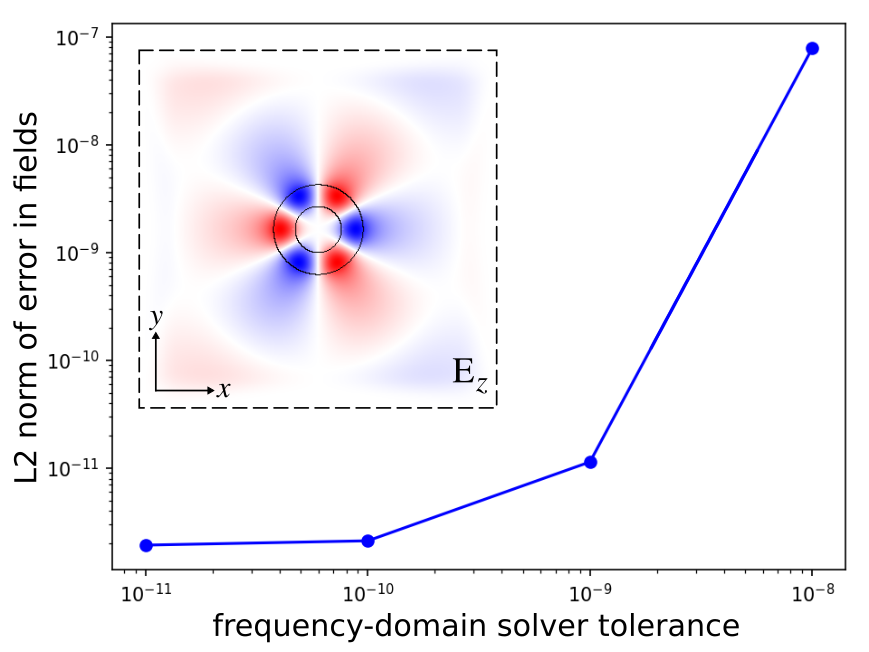 10⁻⁷
10⁻⁸
10⁻⁹
10⁻¹⁰
10⁻¹¹
L2 norm of error in fields
y
x
E_z
10⁻¹¹ 10⁻¹⁰ 10⁻⁹ 10⁻⁸
frequency-domain solver tolerance